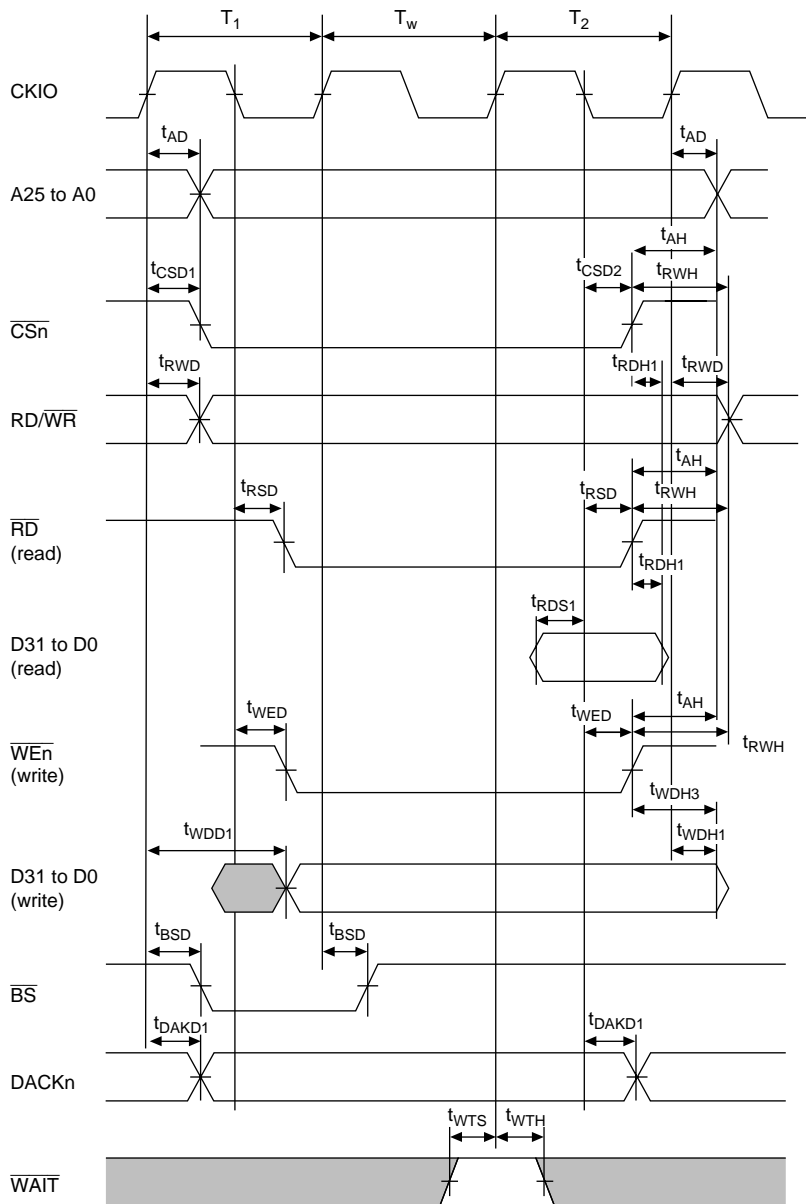 T1 Tw T2
CKIO
tAD tAD
A25 to A0
tAH
tCSD1 tCSD2 tRWH
CSn
tRWD tRDH1 tRWD
RD/WR
tAH
tRSD tRSD tRWH
RD
(read)
tRDH1
tRDS1
D31 to D0
(read)
tWED tWED tAH
WEn
(write)
tRWH
tWDH3
tWDD1 tWDH1
D31 to D0
(write)
tBSD tBSD
BS
tDAKD1 tDAKD1
DACKn
tWTS tWTH
WAIT